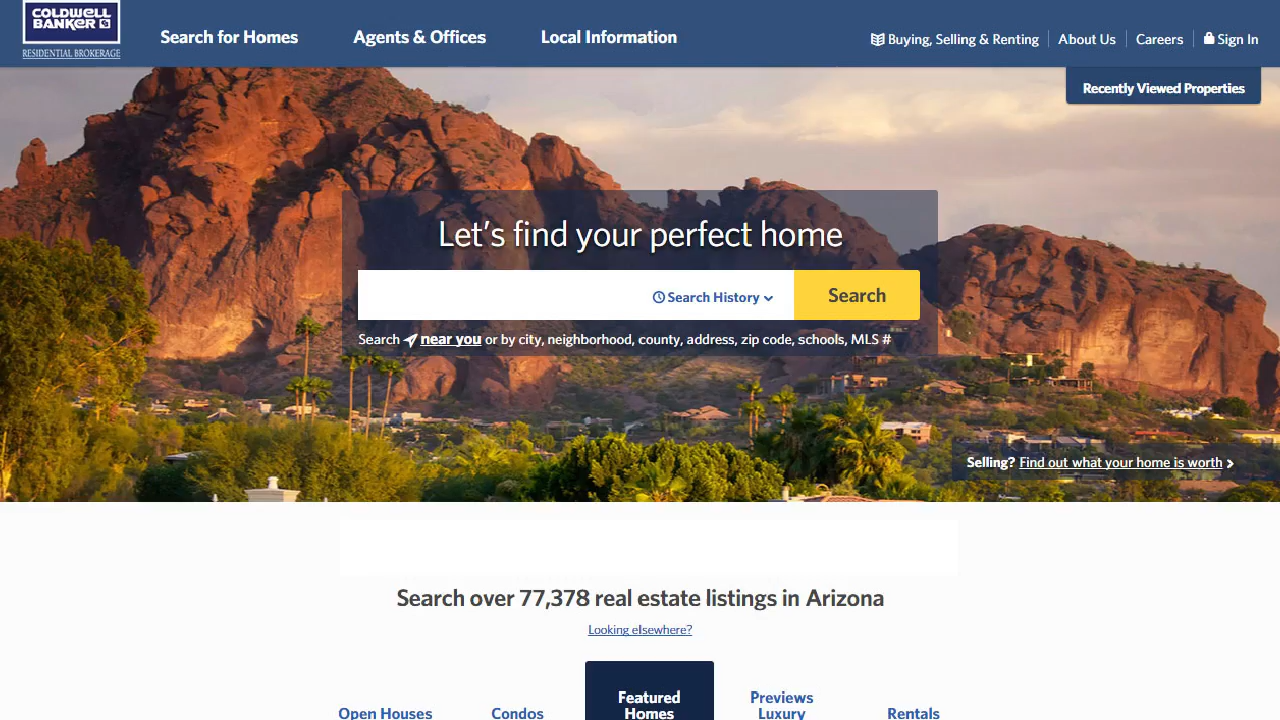 COLDWELL
BANKER
RESIDENTIAL BROKERAGE
Search for Homes
Agents & Offices
Local Information
Buying, Selling & Renting
About Us
Careers
Sign In
Recently Viewed Properties
Let's find your perfect home
Search History
Search
Search near you or by city, neighborhood, county, address, zip code, schools, MLS #
Selling? Find out what your home is worth
Search over 77,378 real estate listings in Arizona
Looking elsewhere?
Open Houses
Condos
Featured
Homes
Previews
Luxury
Rentals